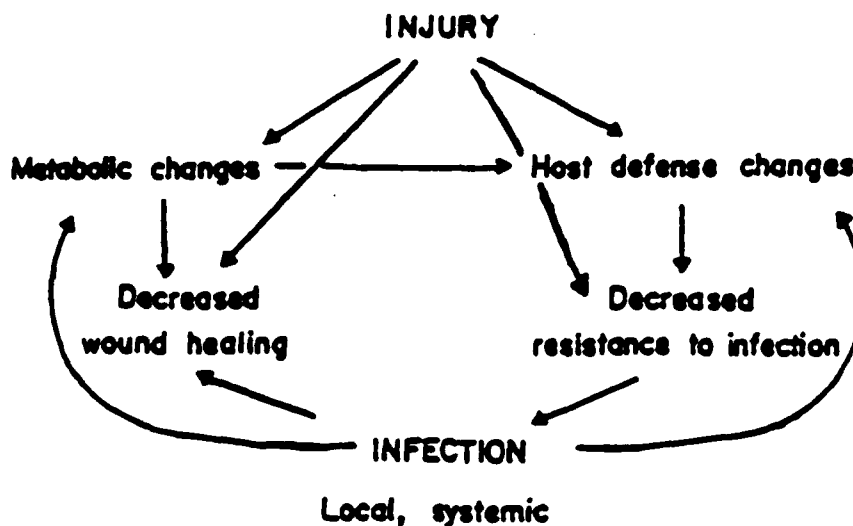 INJURY
Metabolic changes
Host defense changes
Decreased
wound healing
Decreased
resistance to infection
INFECTION
Local, systemic